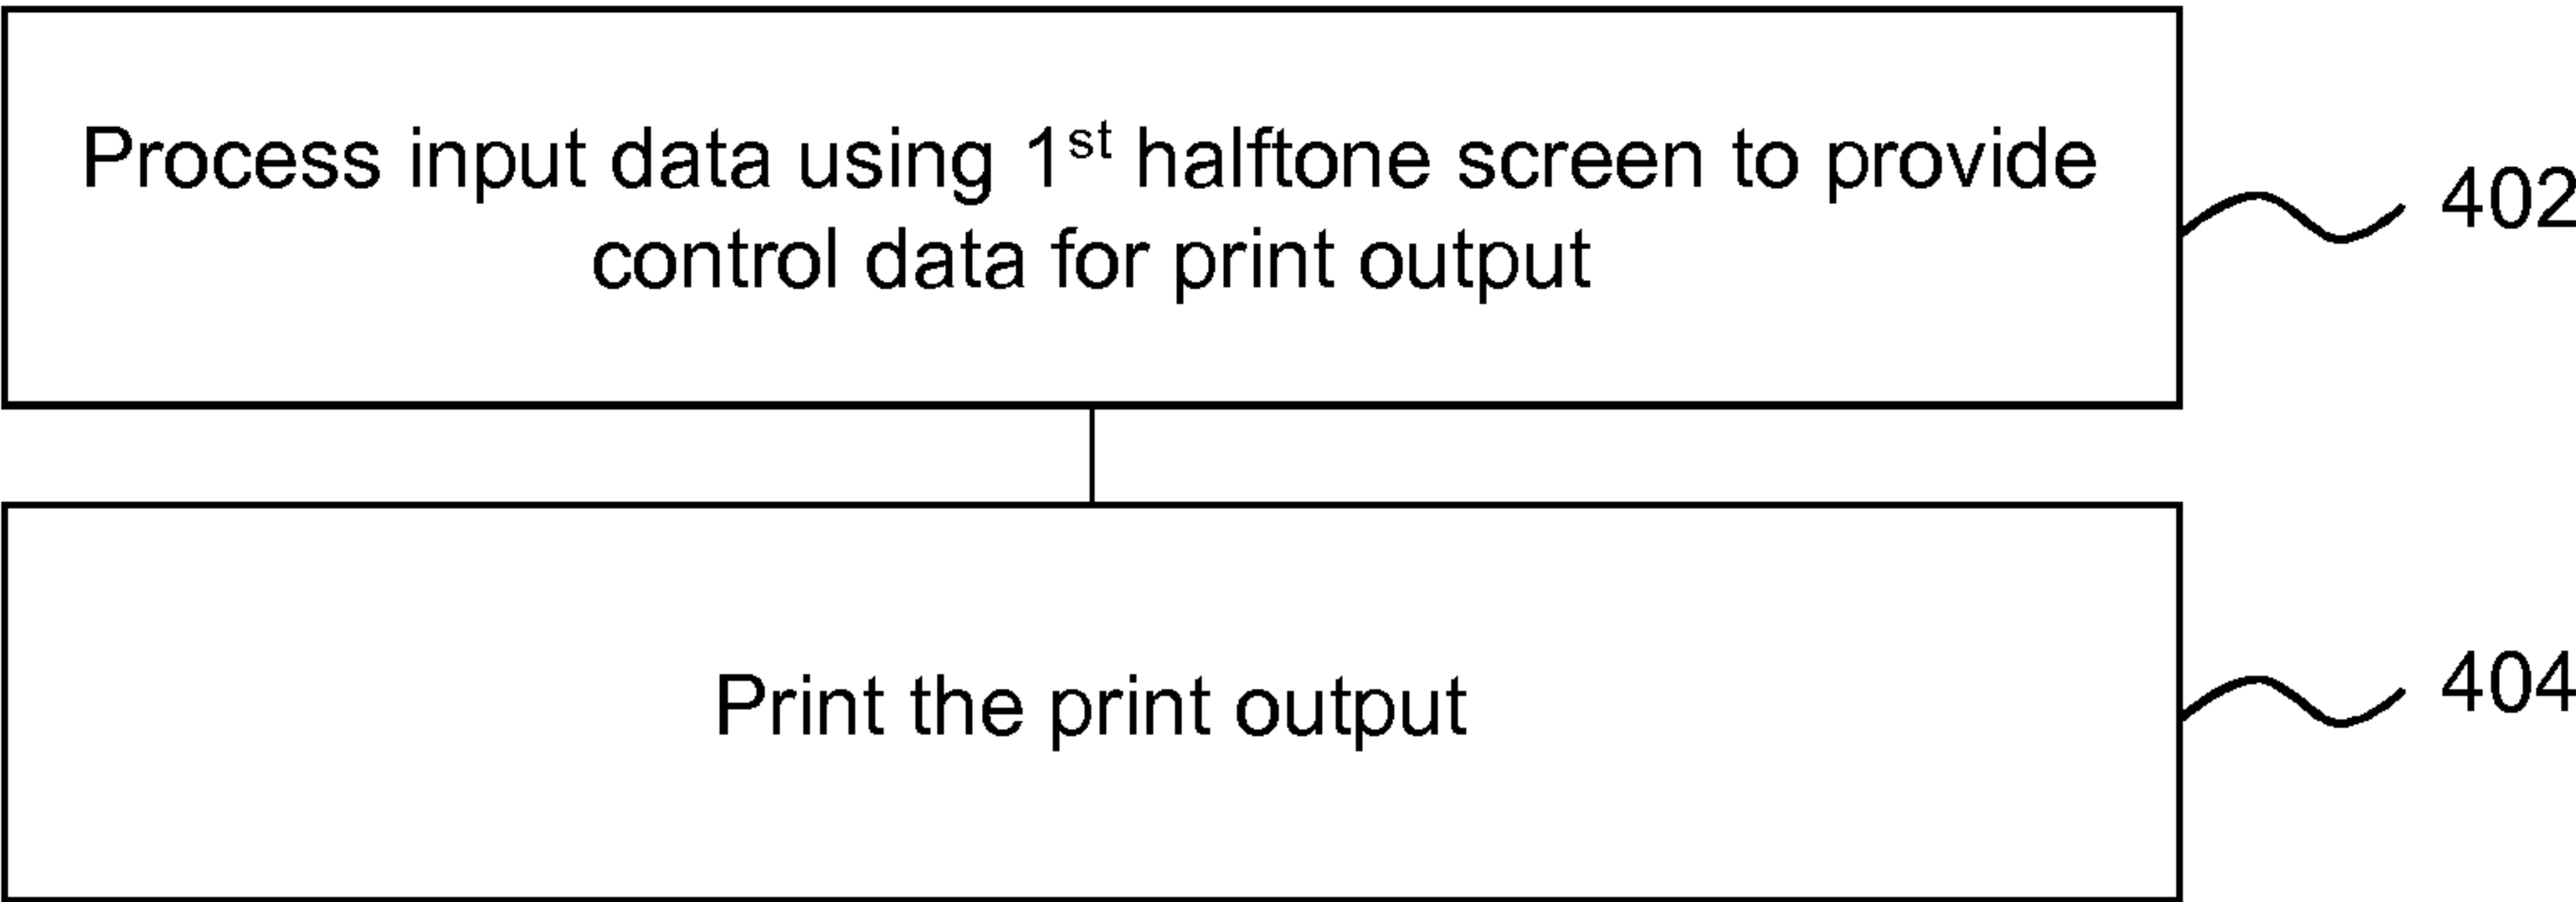 Process input data using 1st halftone screen to provide
control data for print output
402
Print the print output
404